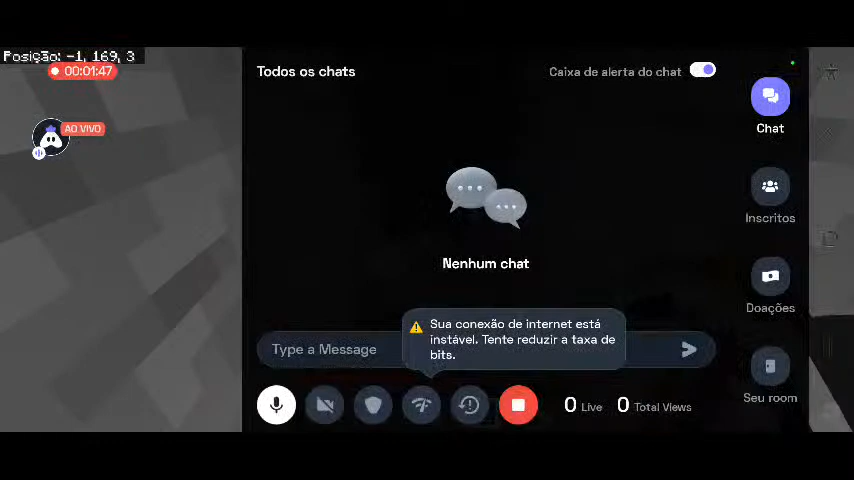 Posição: -1, 169, 3
00:01:47
AO VIVO
Todos os chats
Caixa de alerta do chat
Chat
Inscritos
Nenhum chat
Doações
Sua conexão de internet está
instável. Tente reduzir a taxa de
bits.
Type a Message
Seu room
0 Live
0 Total Views